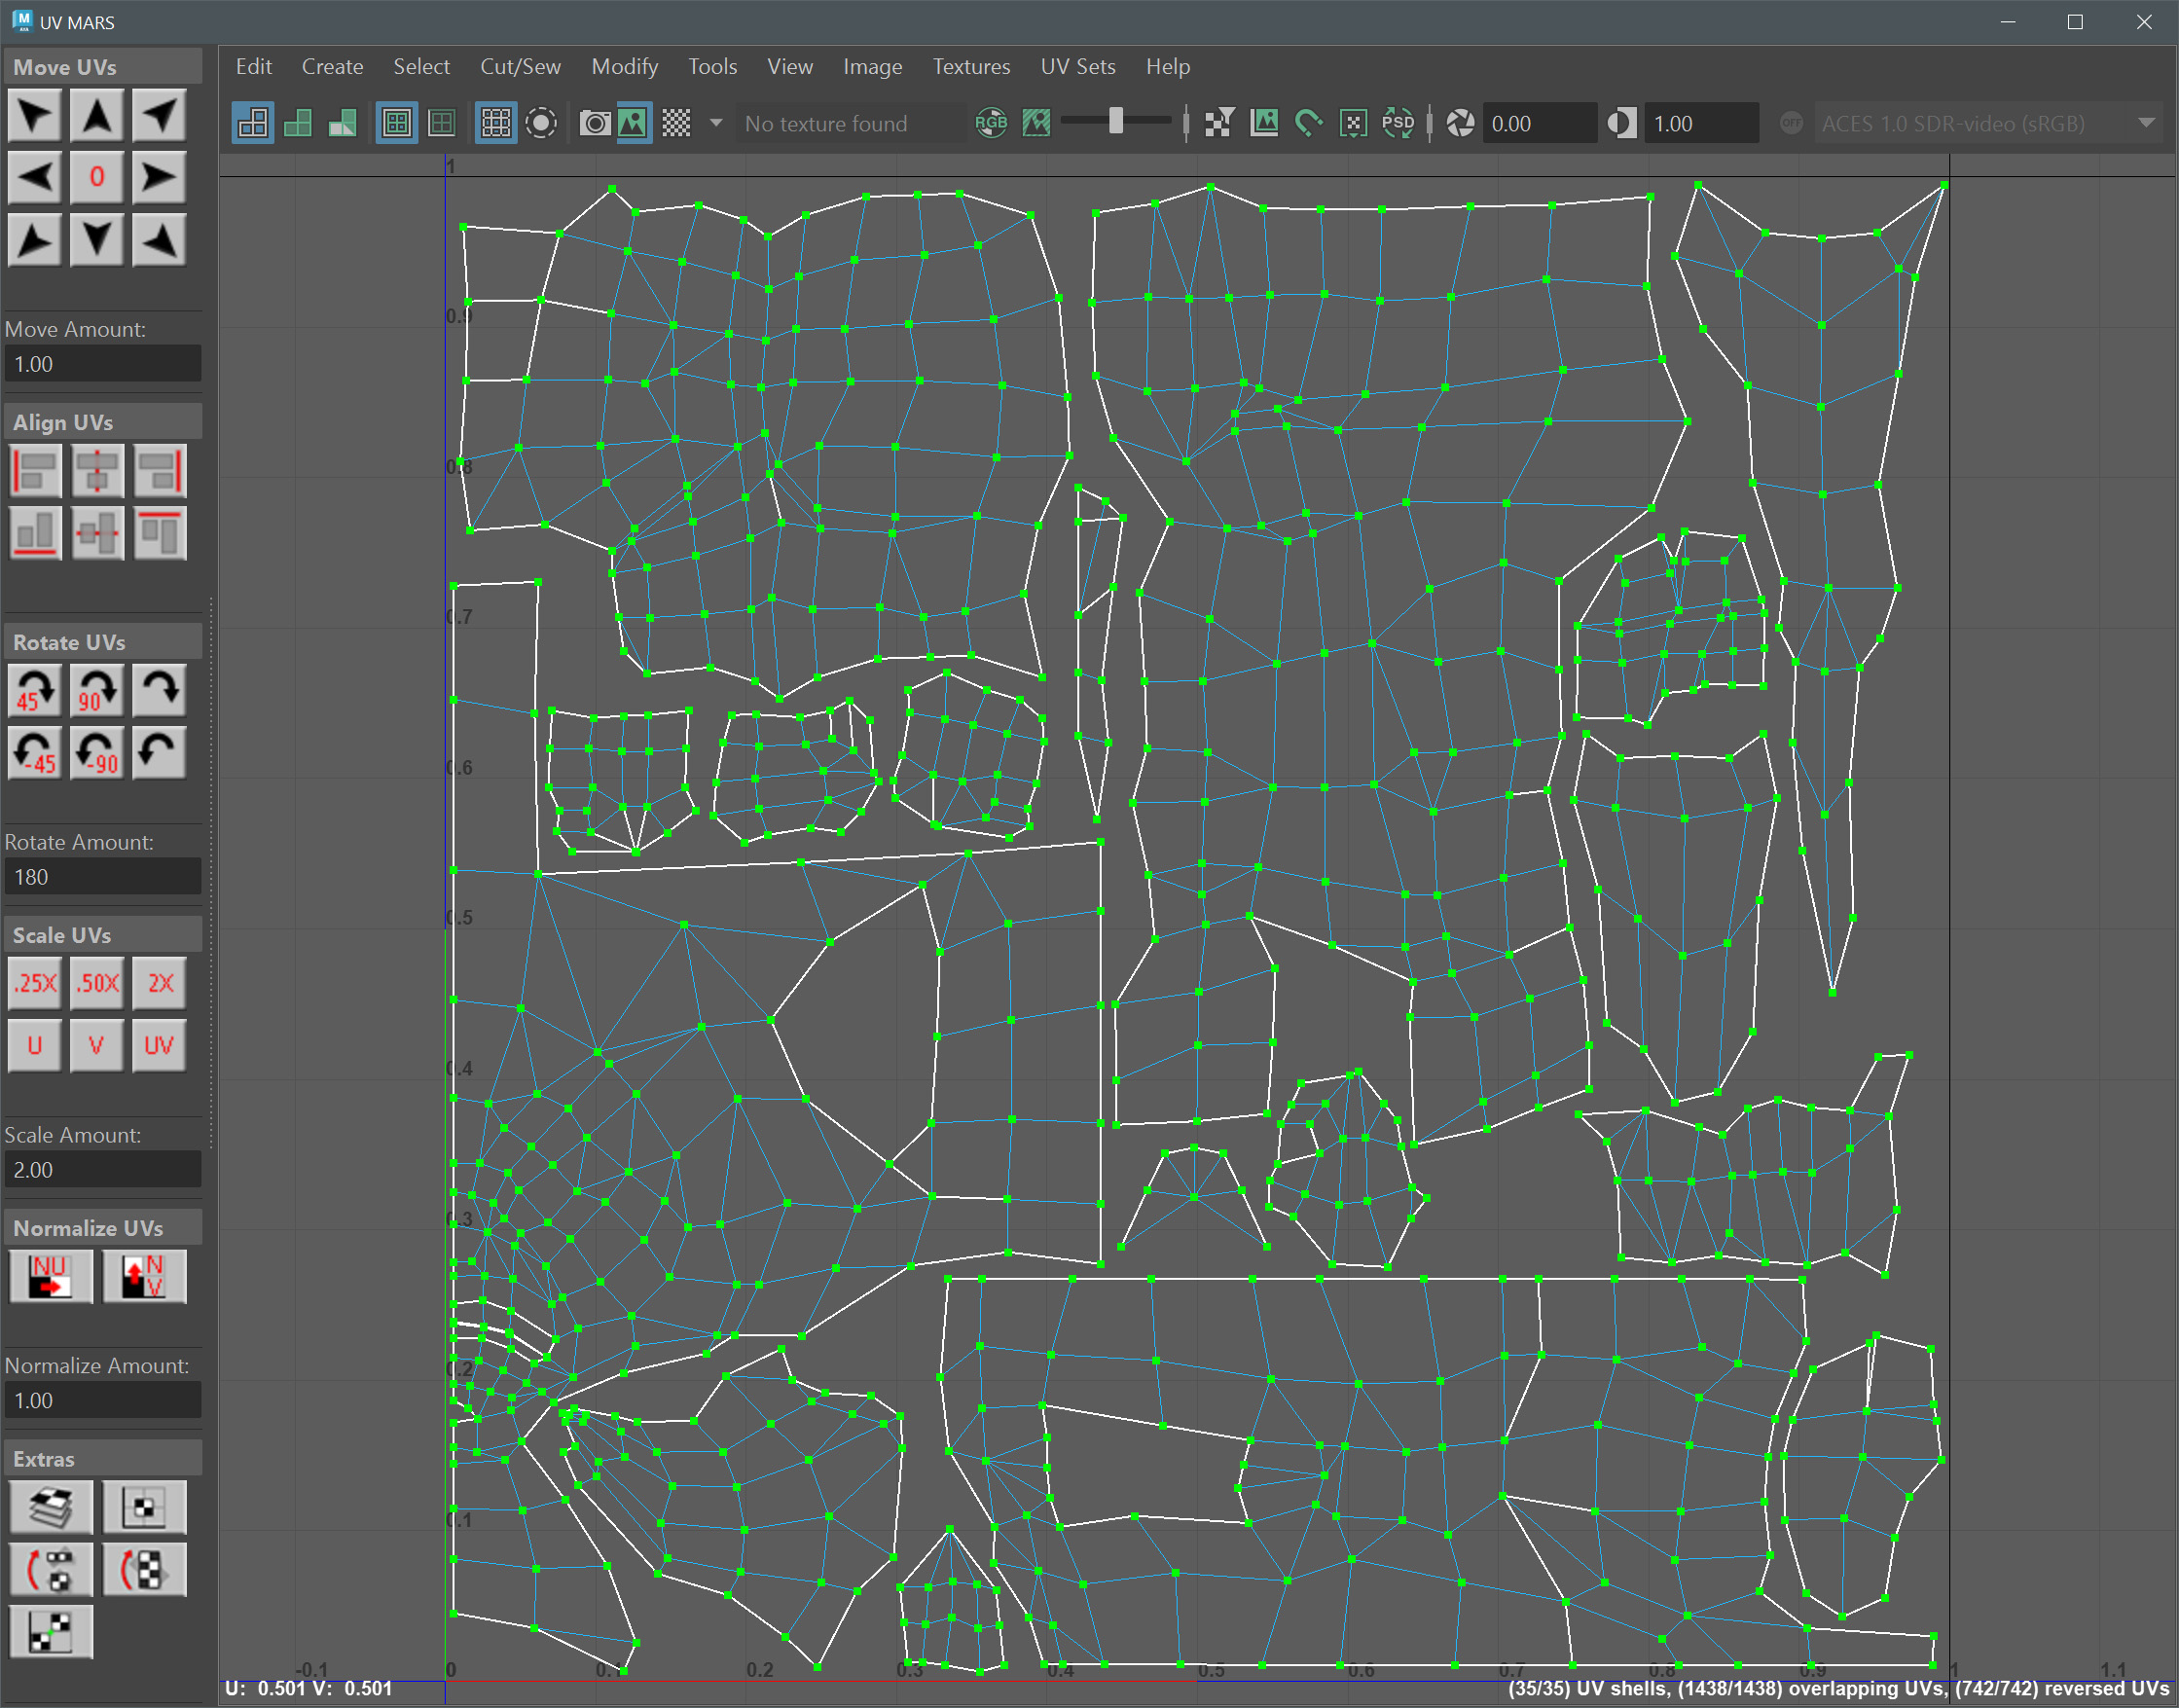 UV MARS
Edit Create Select Cut/Sew Modify Tools View Image Textures UV Sets Help
No texture found RGB PSD 0.00 1.00 OFF ACES 1.0 SDR-video (sRGB)
Move UVs
0
Move Amount:
1.00
Align UVs
Rotate UVs
45 90
-45 -90
Rotate Amount:
180
Scale UVs
.25X .50X 2X
U V UV
Scale Amount:
2.00
Normalize UVs
NU NV
Normalize Amount:
1.00
Extras
1
0.9
0.8
0.7
0.6
0.5
0.4
0.3
0.2
0.1
-0.1 0 0.1 0.2 0.3 0.4 0.5 0.6 0.7 0.8 0.9 1 1.1
U: 0.501 V: 0.501
(35/35) UV shells, (1438/1438) overlapping UVs, (742/742) reversed UVs